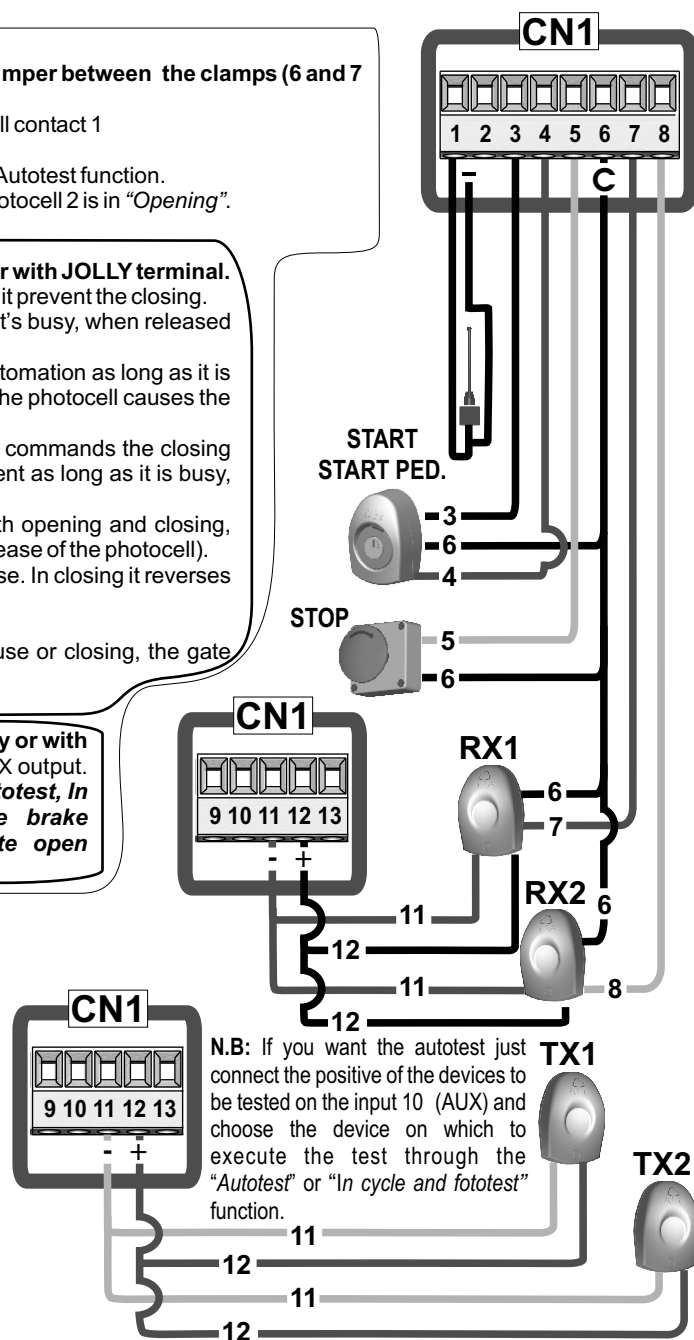 CN1
1 2 3 4 5 6 7 8
–
C
mper between the clamps (6 and 7
ll contact 1
Autotest function.
otocell 2 is in "Opening".
r with JOLLY terminal.
it prevent the closing.
t's busy, when released
tomation as long as it is
he photocell causes the
commands the closing
ent as long as it is busy,
th opening and closing,
ease of the photocell).
se. In closing it reverses
use or closing, the gate
y or with
X output.
totest, In
e brake
te open
START
START PED.
3
6
4
STOP
5
6
CN1
9 10 11 12 13
- +
RX1
6
7
RX2
6
11
12
11
8
12
CN1
9 10 11 12 13
- +
N.B: If you want the autotest just
connect the positive of the devices to
be tested on the input 10 (AUX) and
choose the device on which to
execute the test through the
"Autotest" or "In cycle and fototest"
function.
TX1
TX2
11
12
11
12